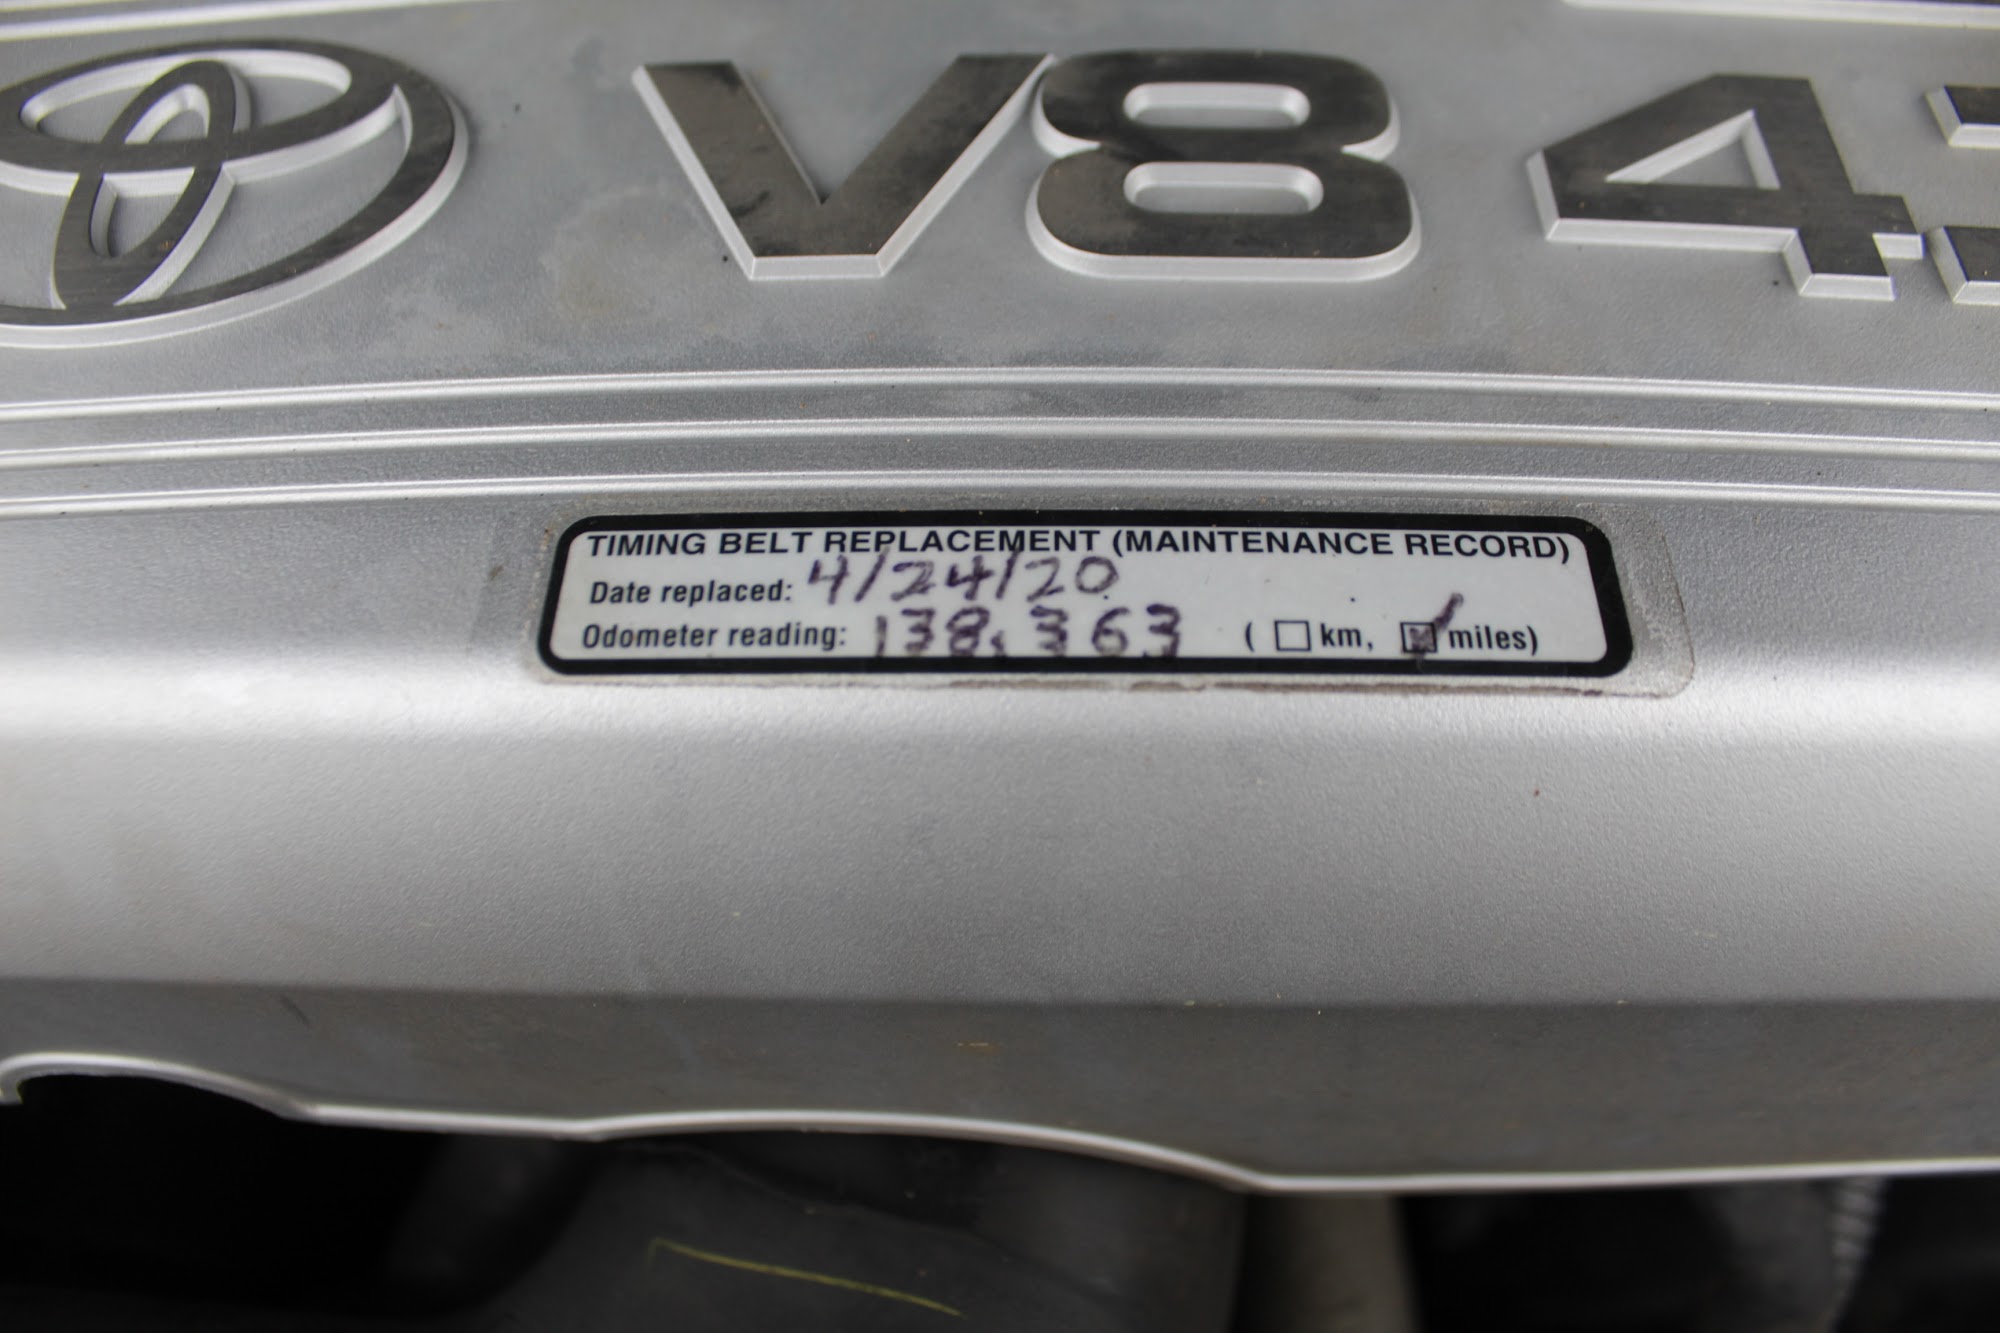 V8 4
TIMING BELT REPLACEMENT (MAINTENANCE RECORD)
Date replaced: 4/24/20
Odometer reading: 138,363 ( □ km, ☑ miles)